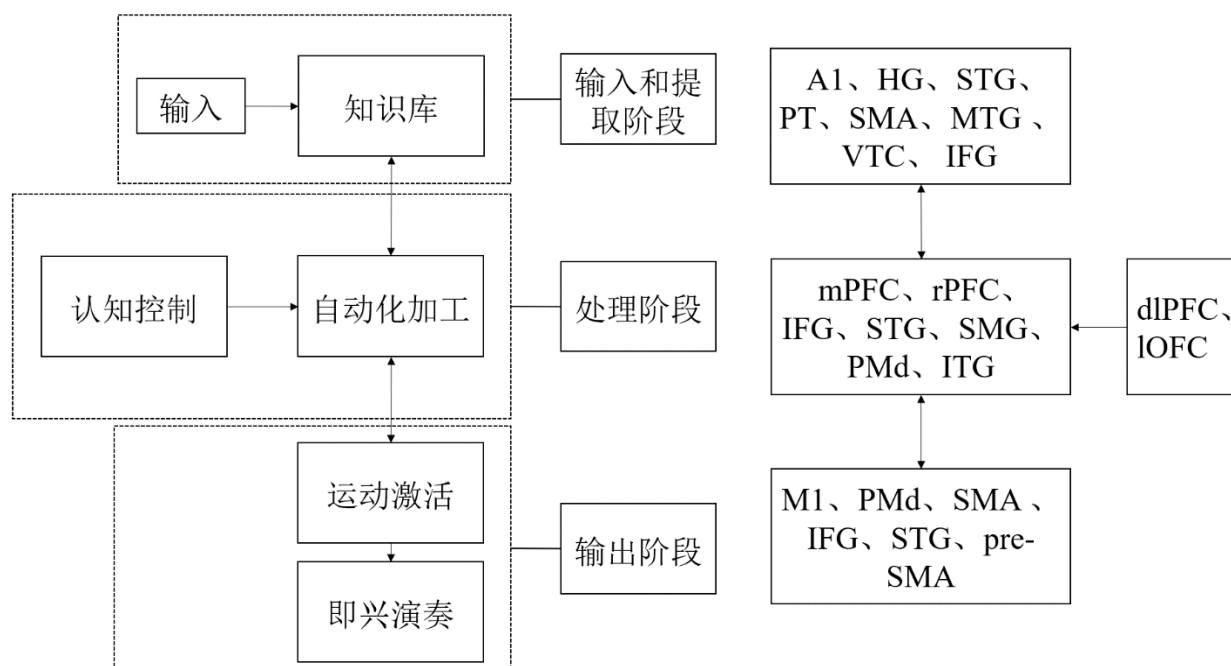 输入
知识库
输入和提
取阶段
A1、HG、STG、
PT、SMA、MTG 、
VTC、 IFG
认知控制
自动化加工
处理阶段
mPFC、rPFC、
IFG、STG、SMG、
PMd、ITG
dlPFC、
lOFC
运动激活
即兴演奏
输出阶段
M1、PMd、SMA 、
IFG、STG、pre-
SMA